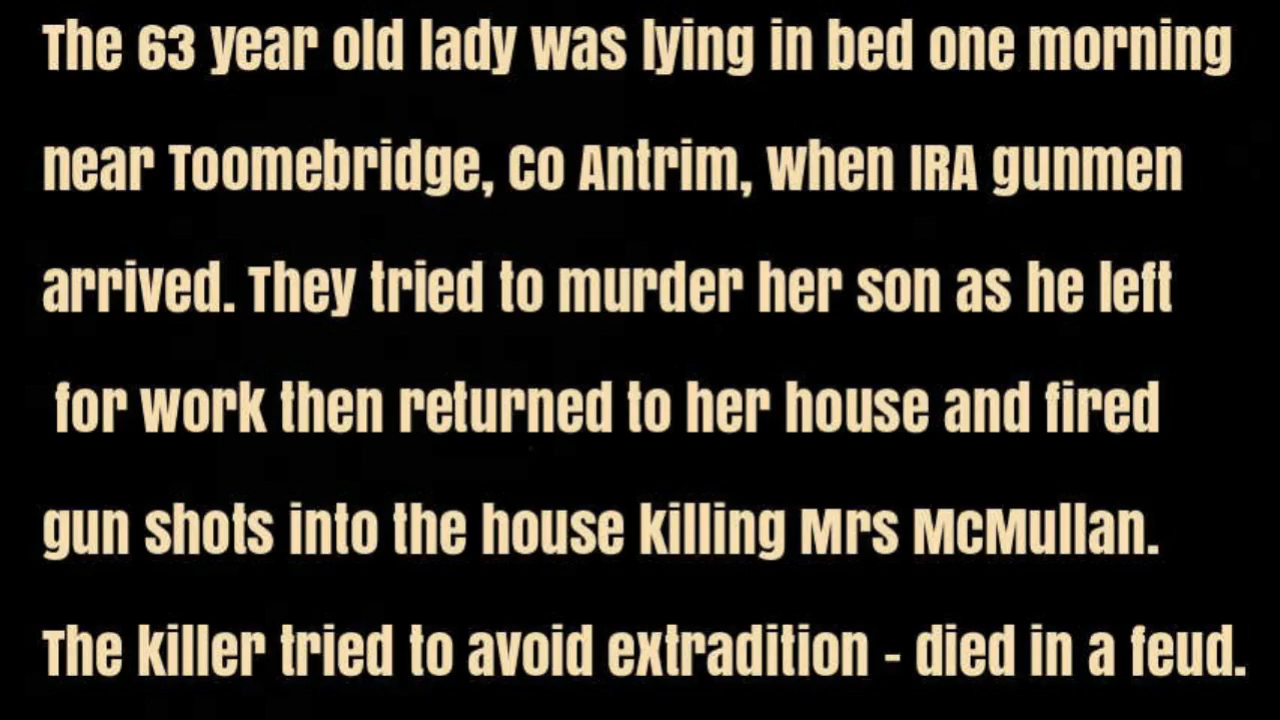 The 63 year old lady was lying in bed one morning
near Toomebridge, Co Antrim, when IRA gunmen
arrived. They tried to murder her son as he left
for work then returned to her house and fired
gun shots into the house killing Mrs McMullan.
The killer tried to avoid extradition - died in a feud.